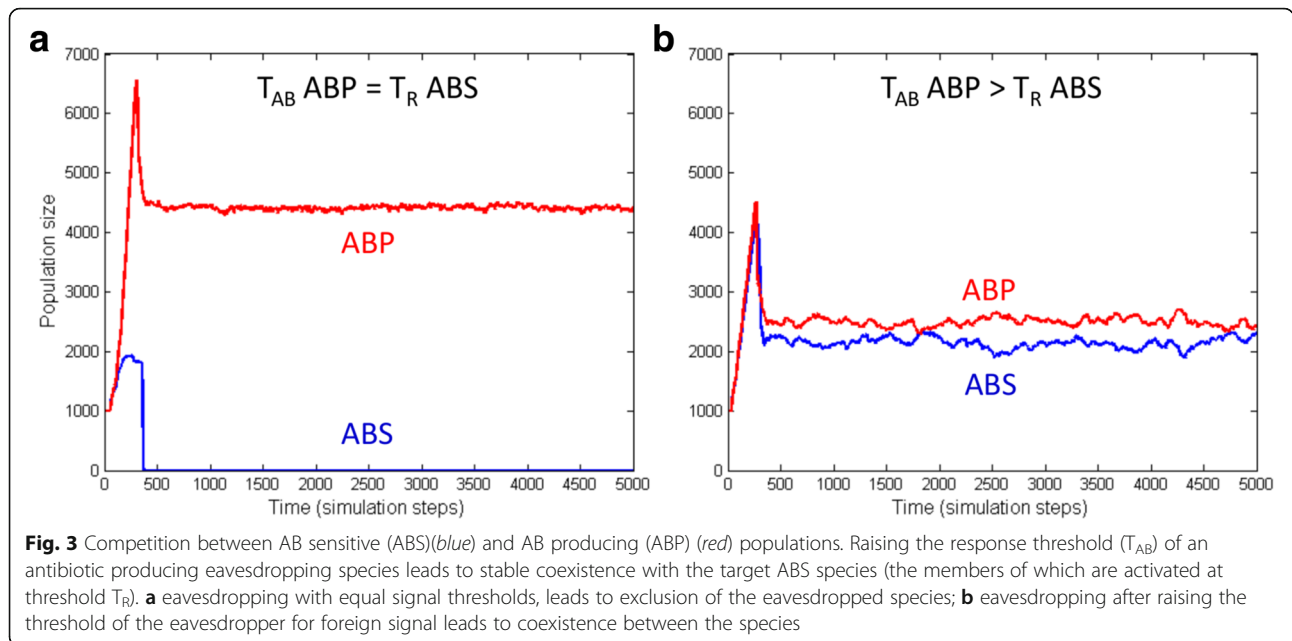 a
7000
6000
5000
4000
3000
2000
1000
0
Population size
T_AB ABP = T_R ABS
ABP
ABS
0 500 1000 1500 2000 2500 3000 3500 4000 4500 5000
Time (simulation steps)
b
7000
6000
5000
4000
3000
2000
1000
0
T_AB ABP > T_R ABS
ABP
ABS
0 500 1000 1500 2000 2500 3000 3500 4000 4500 5000
Time (simulation steps)
Fig. 3 Competition between AB sensitive (ABS)(blue) and AB producing (ABP) (red) populations. Raising the response threshold (T_AB) of an
antibiotic producing eavesdropping species leads to stable coexistence with the target ABS species (the members of which are activated at
threshold T_R). a eavesdropping with equal signal thresholds, leads to exclusion of the eavesdropped species; b eavesdropping after raising the
threshold of the eavesdropper for foreign signal leads to coexistence between the species